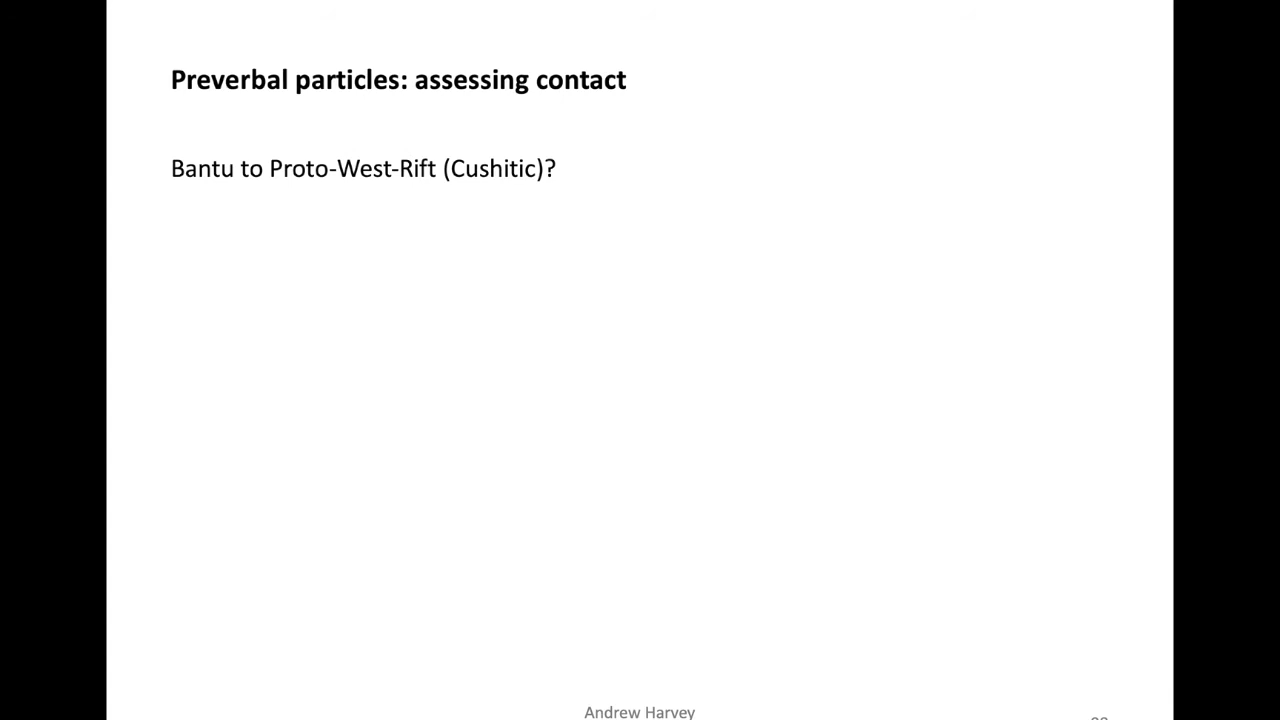 Preverbal particles: assessing contact
Bantu to Proto-West-Rift (Cushitic)?
Andrew Harvey